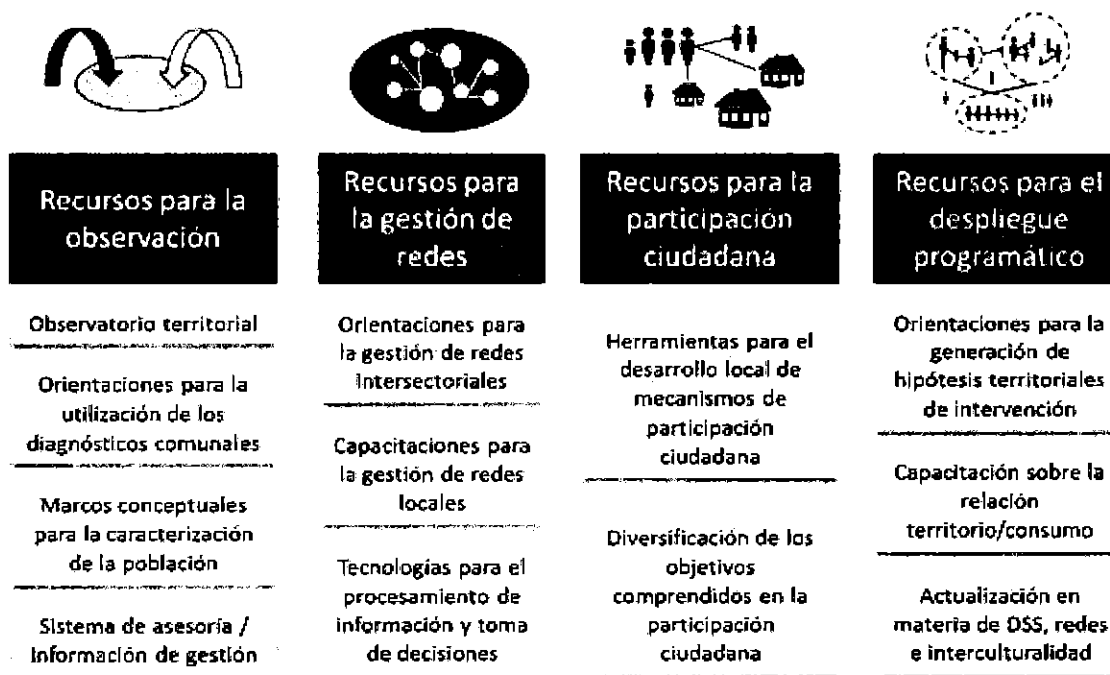 Recursos para la
observación
Observatorio territorial
Orientaciones para la
utilización de los
diagnósticos comunales
Marcos conceptuales
para la caracterización
de la población
Sistema de asesoría /
Información de gestión
Recursos para
la gestión de
redes
Orientaciones para
la gestión de redes
intersectoriales
Capacitaciones para
la gestión de redes
locales
Tecnologías para el
procesamiento de
información y toma
de decisiones
Recursos para la
participación
ciudadana
Herramientas para el
desarrollo local de
mecanismos de
participación
ciudadana
Diversificación de los
objetivos
comprendidos en la
participación
ciudadana
Recursos para el
despliegue
programático
Orientaciones para la
generación de
hipótesis territoriales
de intervención
Capacitación sobre la
relación
territorio/consumo
Actualización en
materia de DSS, redes
e interculturalidad